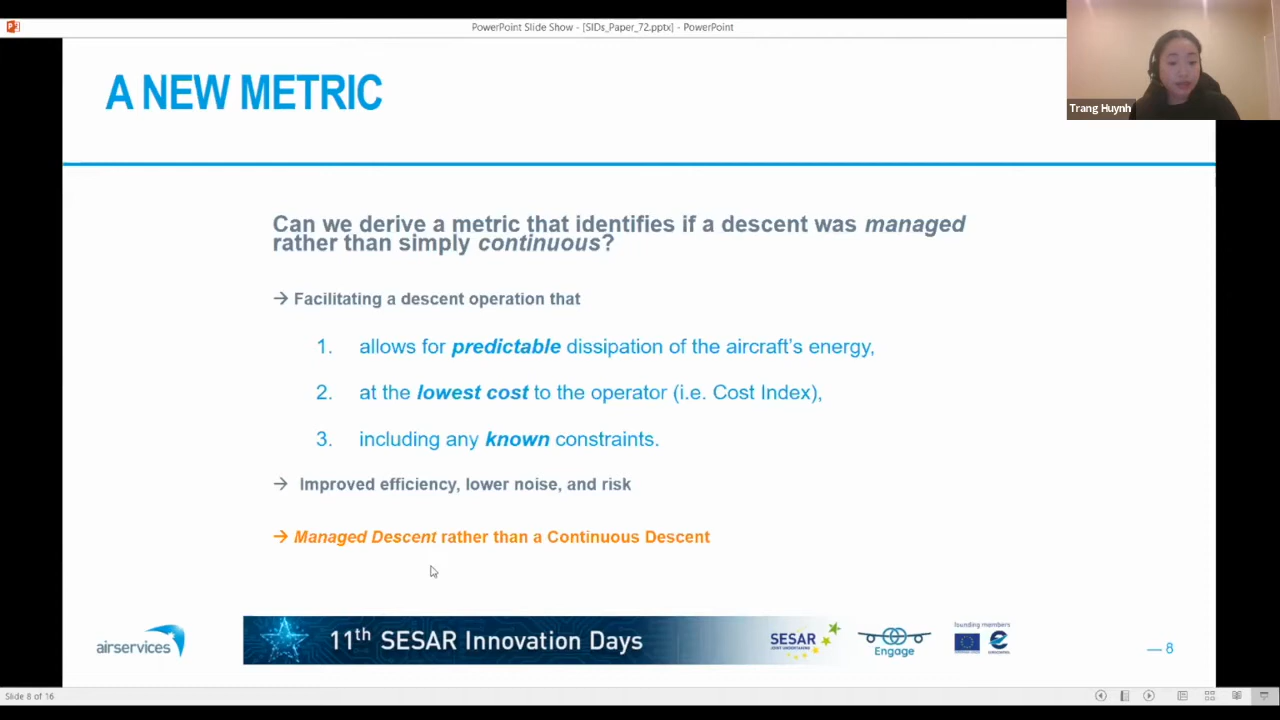 PowerPoint Slide Show - [SIDs_Paper_72.pptx] - PowerPoint
Trang Huynh
A NEW METRIC
Can we derive a metric that identifies if a descent was managed
rather than simply continuous?
→ Facilitating a descent operation that
1. allows for predictable dissipation of the aircraft's energy,
2. at the lowest cost to the operator (i.e. Cost Index),
3. including any known constraints.
→ Improved efficiency, lower noise, and risk
→ Managed Descent rather than a Continuous Descent
airservices
11th SESAR Innovation Days
SESAR
JOINT UNDERTAKING
Engage
founding members
EUROCONTROL
— 8
Slide 8 of 16